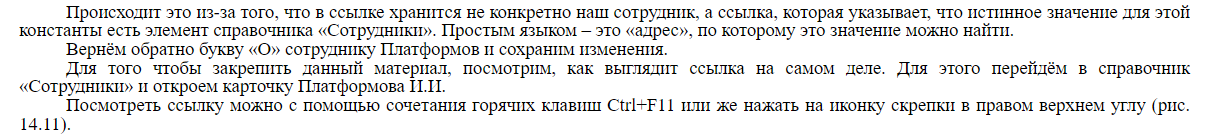 Происходит это из-за того, что в ссылке хранится не конкретно наш сотрудник, а ссылка, которая указывает, что истинное значение для этой
константы есть элемент справочника «Сотрудники». Простым языком – это «адрес», по которому это значение можно найти.
Вернём обратно букву «О» сотруднику Платформов и сохраним изменения.
Для того чтобы закрепить данный материал, посмотрим, как выглядит ссылка на самом деле. Для этого перейдём в справочник
«Сотрудники» и откроем карточку Платформова И.И.
Посмотреть ссылку можно с помощью сочетания горячих клавиш Ctrl+F11 или же нажать на иконку скрепки в правом верхнем углу (рис.
14.11).